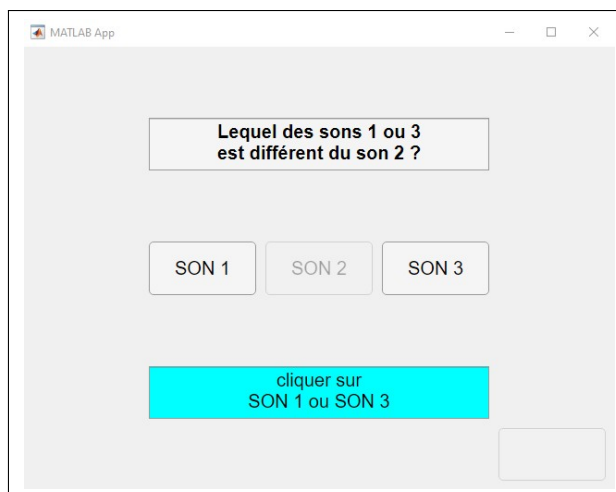 MATLAB App
Lequel des sons 1 ou 3
est différent du son 2 ?
SON 1
SON 2
SON 3
cliquer sur
SON 1 ou SON 3